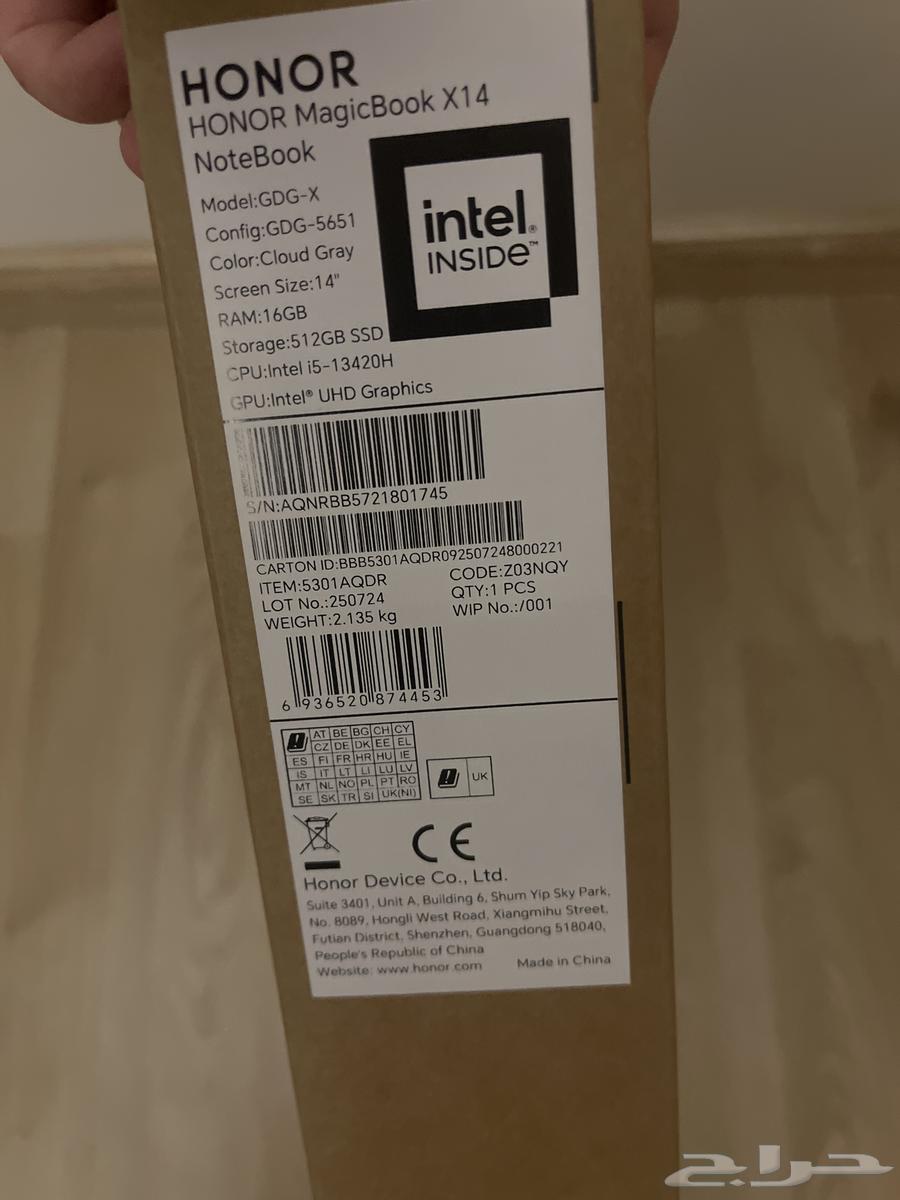 HONOR
HONOR MagicBook X14
NoteBook
Model:GDG-X
Config:GDG-5651
Color:Cloud Gray
Screen Size:14"
RAM:16GB
Storage:512GB SSD
CPU:Intel i5-13420H
GPU:Intel® UHD Graphics
intel®
INSIDE™
S/N:AQNRBB5721801745
CARTON ID:BBB5301AQDR092507248000221
ITEM:5301AQDR CODE:Z03NQY
LOT No.:250724 QTY:1 PCS
WEIGHT:2.135 kg WIP No.:/001
6 936520 874453
AT BE BG CH CY
CZ DE DK EE EL
ES FI FR HR HU IE
IS IT LT LI LU LV
MT NL NO PL PT RO
SE SK TR SI UK(NI)
UK
CE
Honor Device Co., Ltd.
Suite 3401, Unit A, Building 6, Shum Yip Sky Park,
No. 8089, Hongli West Road, Xiangmihu Street,
Futian District, Shenzhen, Guangdong 518040,
People's Republic of China
Website: www.honor.com Made in China
حراج